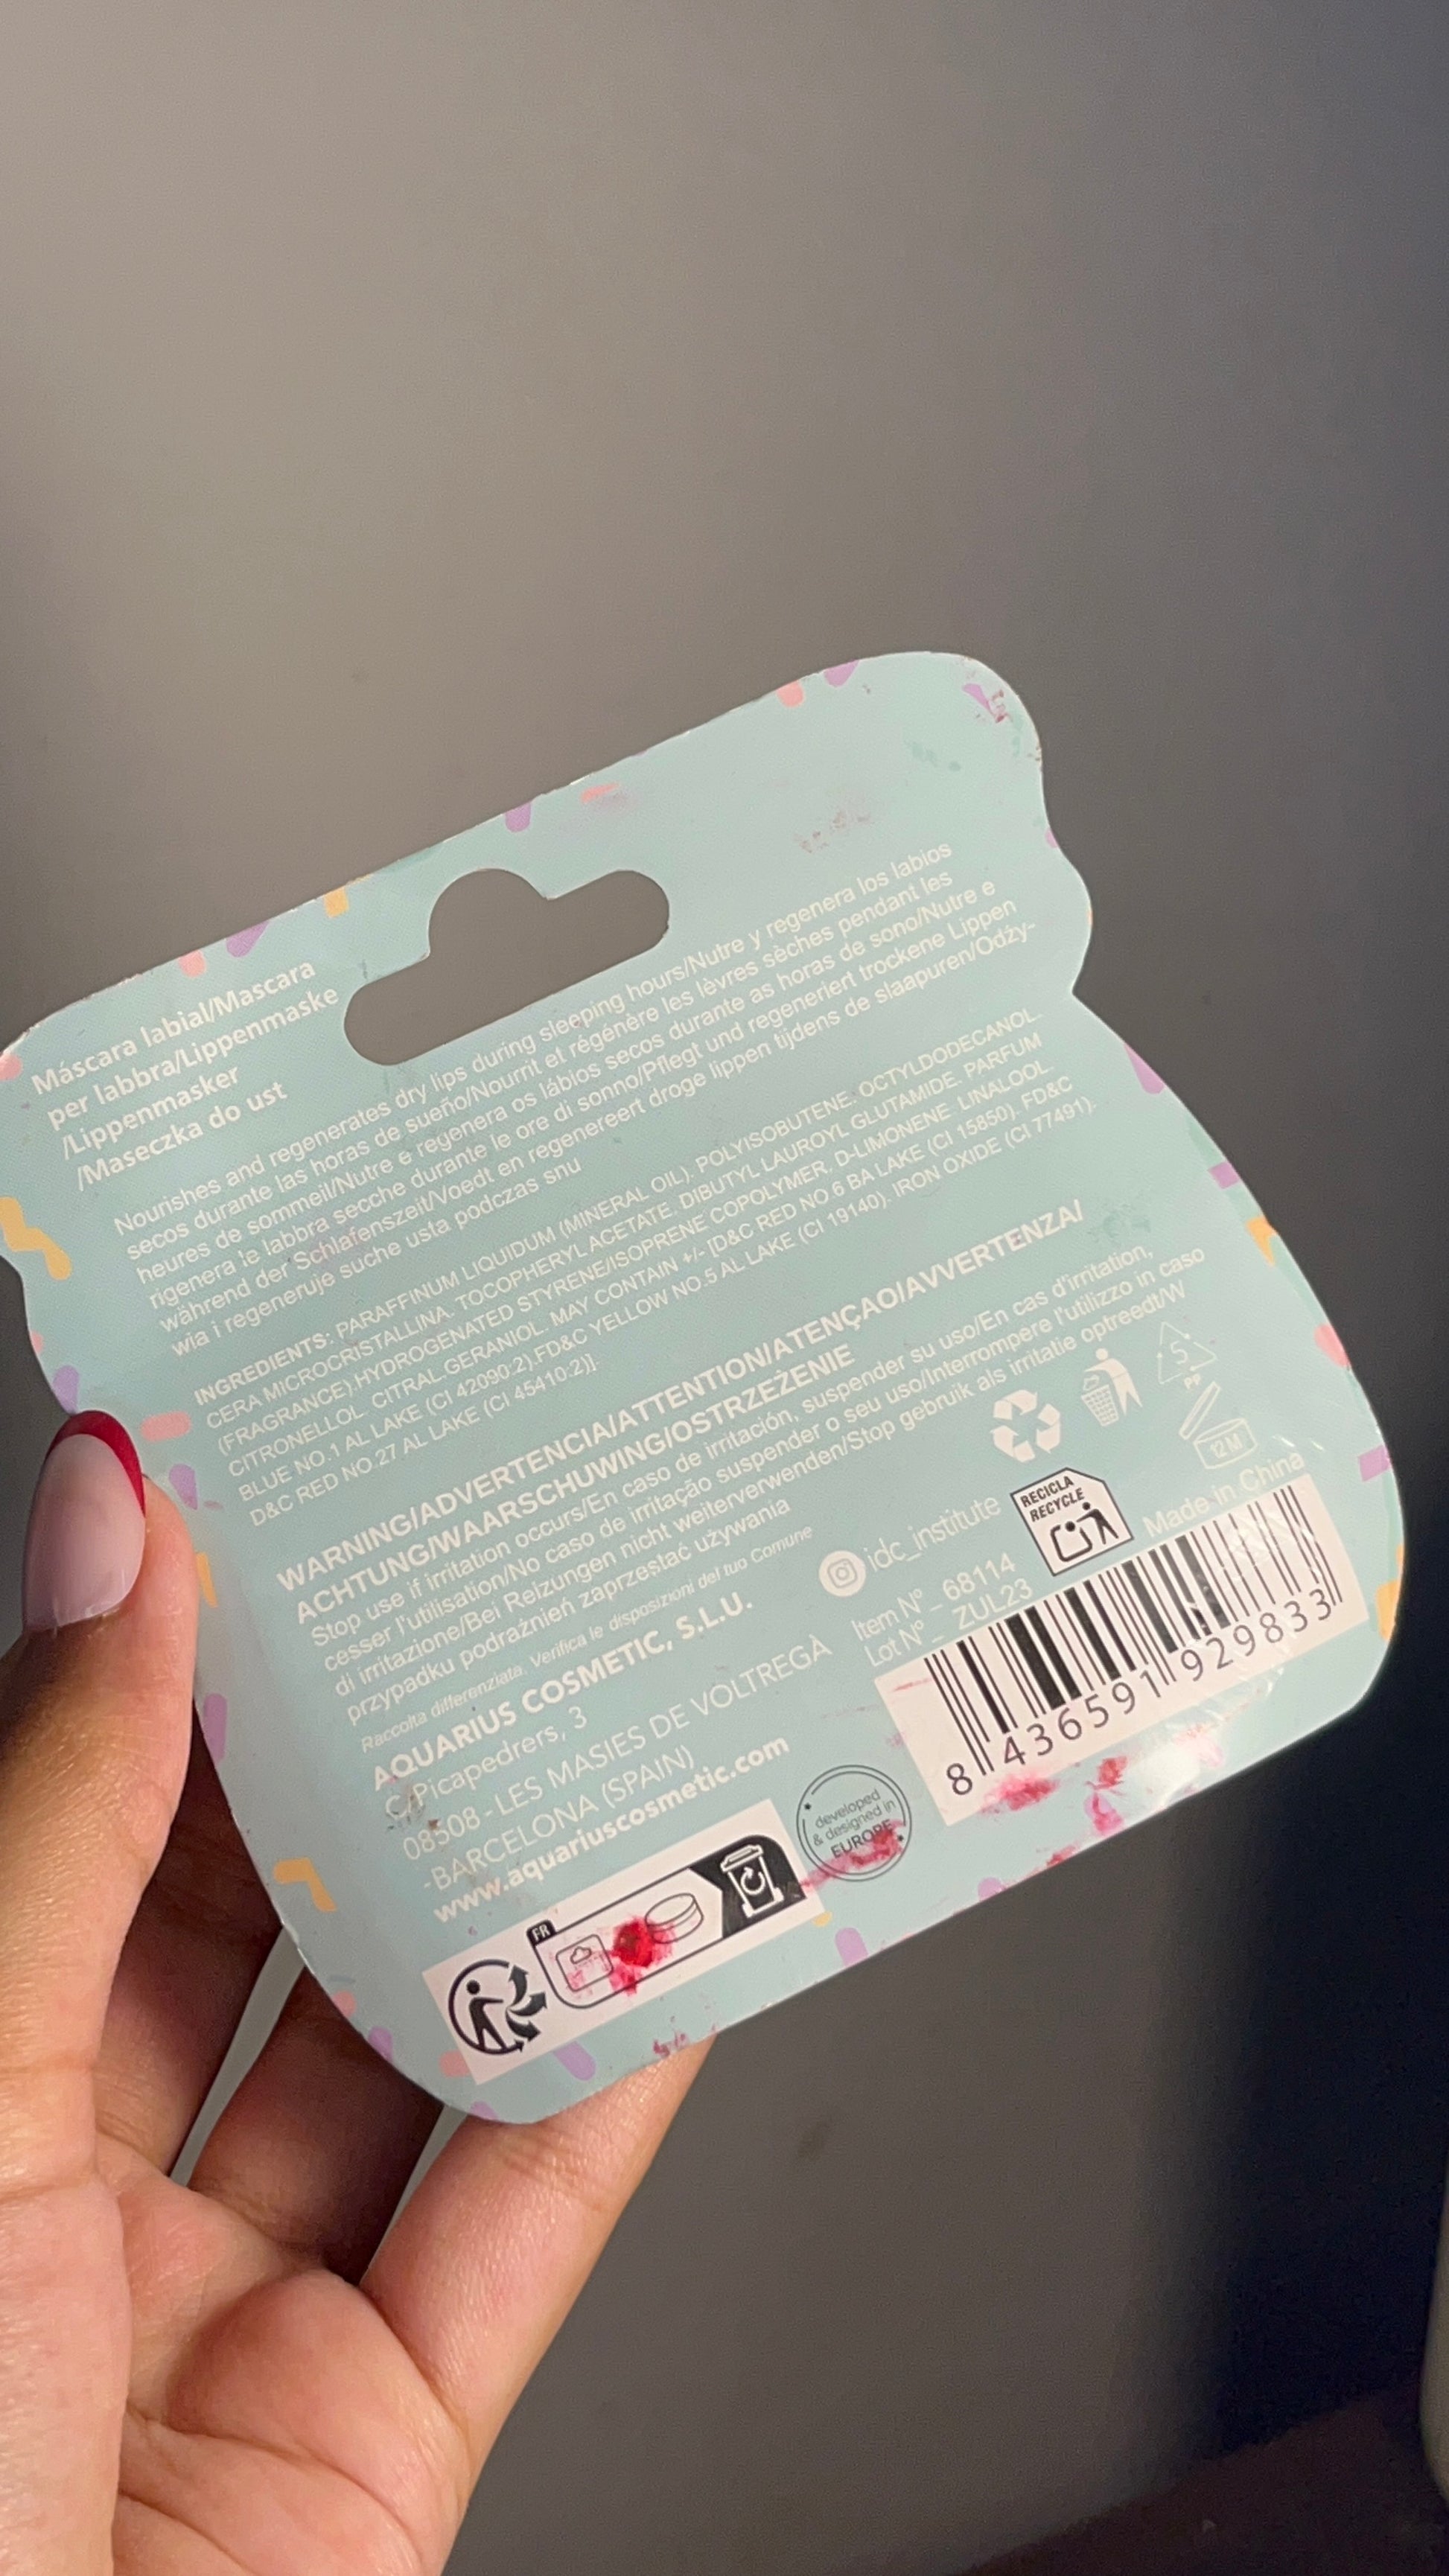 Máscara labial/Mascara
per labbra/Lippenmaske
/Lippenmasker
/Maseczka do ust
Nourishes and regenerates dry lips during sleeping hours/Nutre y regenera los labios
secos durante las horas de sueño/Nourrit et régénère les lèvres sèches pendant les
heures de sommeil/Nutre e regenera os lábios secos durante as horas de sono/Nutre e
rigenera le labbra secche durante le ore di sonno/Pflegt und regeneriert trockene Lippen
während der Schlafenszeit/Voedt en regenereert droge lippen tijdens de slaapuren/Odży-
wia i regeneruje suche usta podczas snu
INGREDIENTS: PARAFFINUM LIQUIDUM (MINERAL OIL). POLYISOBUTENE. OCTYLDODECANOL.
CERA MICROCRISTALLINA. TOCOPHERYL ACETATE. DIBUTYL LAUROYL GLUTAMIDE. PARFUM
(FRAGRANCE).HYDROGENATED STYRENE/ISOPRENE COPOLYMER. D-LIMONENE. LINALOOL.
CITRONELLOL. CITRAL.GERANIOL. MAY CONTAIN +/- [D&C RED NO.6 BA LAKE (CI 15850). FD&C
BLUE NO.1 AL LAKE (CI 42090:2).FD&C YELLOW NO.5 AL LAKE (CI 19140). IRON OXIDE (CI 77491).
D&C RED NO.27 AL LAKE (CI 45410:2)].
WARNING/ADVERTENCIA/ATTENTION/ATENÇAO/AVVERTENZA/
ACHTUNG/WAARSCHUWING/OSTRZEŻENIE
Stop use if irritation occurs/En caso de irritación, suspender su uso/En cas d'irritation,
cesser l'utilisation/No caso de irritação suspender o seu uso/Interrompere l'utilizzo in caso
di irritazione/Bei Reizungen nicht weiterverwenden/Stop gebruik als irritatie optreedt/W
przypadku podrażnień zaprzestać używania
Raccolta differenziata. Verifica le disposizioni del tuo Comune
AQUARIUS COSMETIC, S.L.U.
C/Picapedrers, 3
08508 - LES MASIES DE VOLTREGÀ
-BARCELONA (SPAIN)
www.aquariuscosmetic.com
idc_institute
Item Nº _ 68114
Lot Nº _ ZUL23
RECICLA
RECYCLE
5
PP
12M
Made in China
8 436591 929833
developed
& designed in
EUROPE
FR